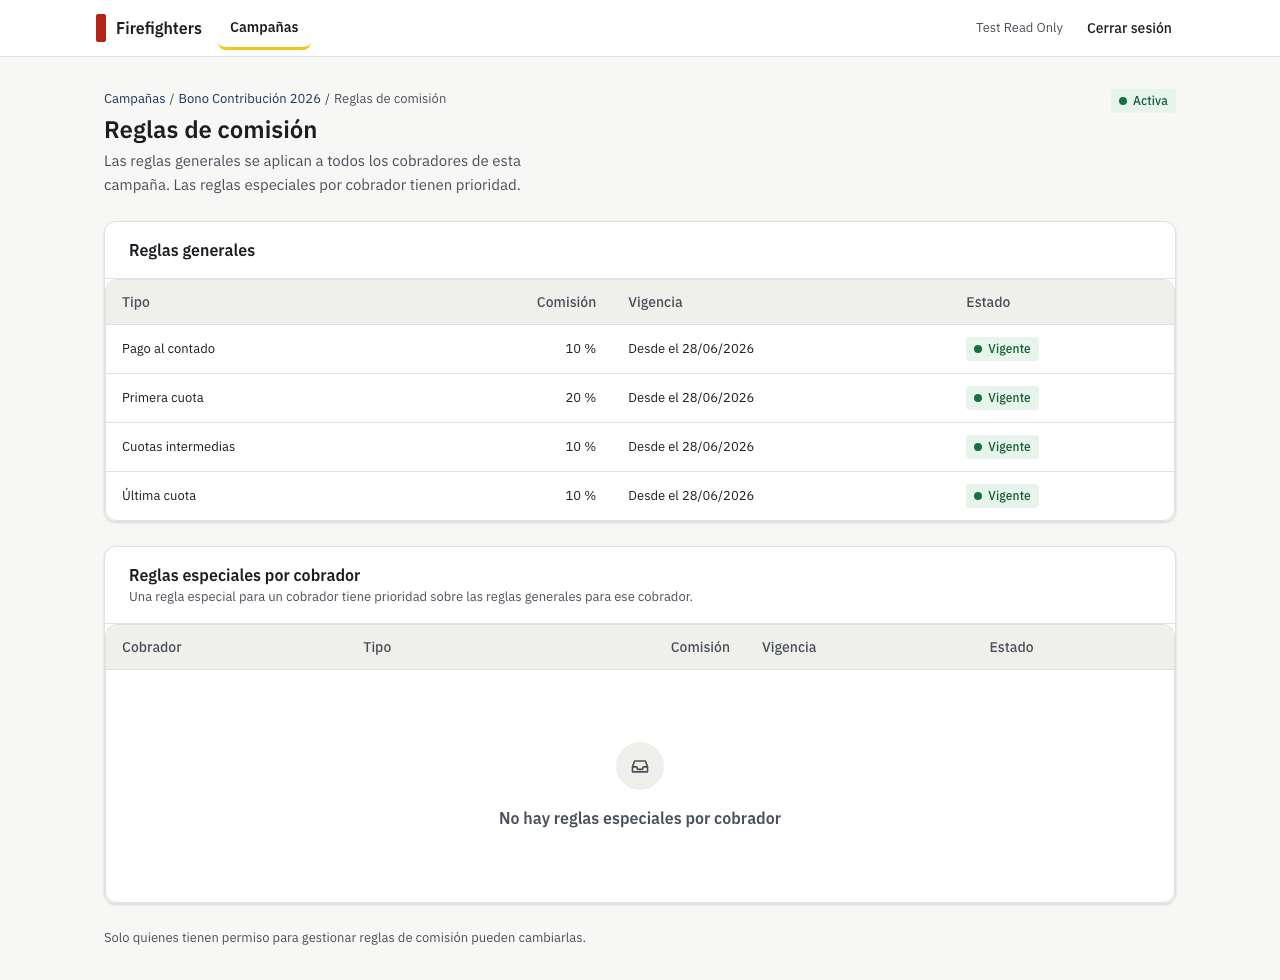 Firefighters
Campañas
Test Read Only
Cerrar sesión
Campañas / Bono Contribución 2026 / Reglas de comisión
Activa
Reglas de comisión
Las reglas generales se aplican a todos los cobradores de esta
campaña. Las reglas especiales por cobrador tienen prioridad.
Reglas generales
Tipo Comisión Vigencia Estado
Pago al contado 10 % Desde el 28/06/2026 Vigente
Primera cuota 20 % Desde el 28/06/2026 Vigente
Cuotas intermedias 10 % Desde el 28/06/2026 Vigente
Última cuota 10 % Desde el 28/06/2026 Vigente
Reglas especiales por cobrador
Una regla especial para un cobrador tiene prioridad sobre las reglas generales para ese cobrador.
Cobrador Tipo Comisión Vigencia Estado
No hay reglas especiales por cobrador
Solo quienes tienen permiso para gestionar reglas de comisión pueden cambiarlas.